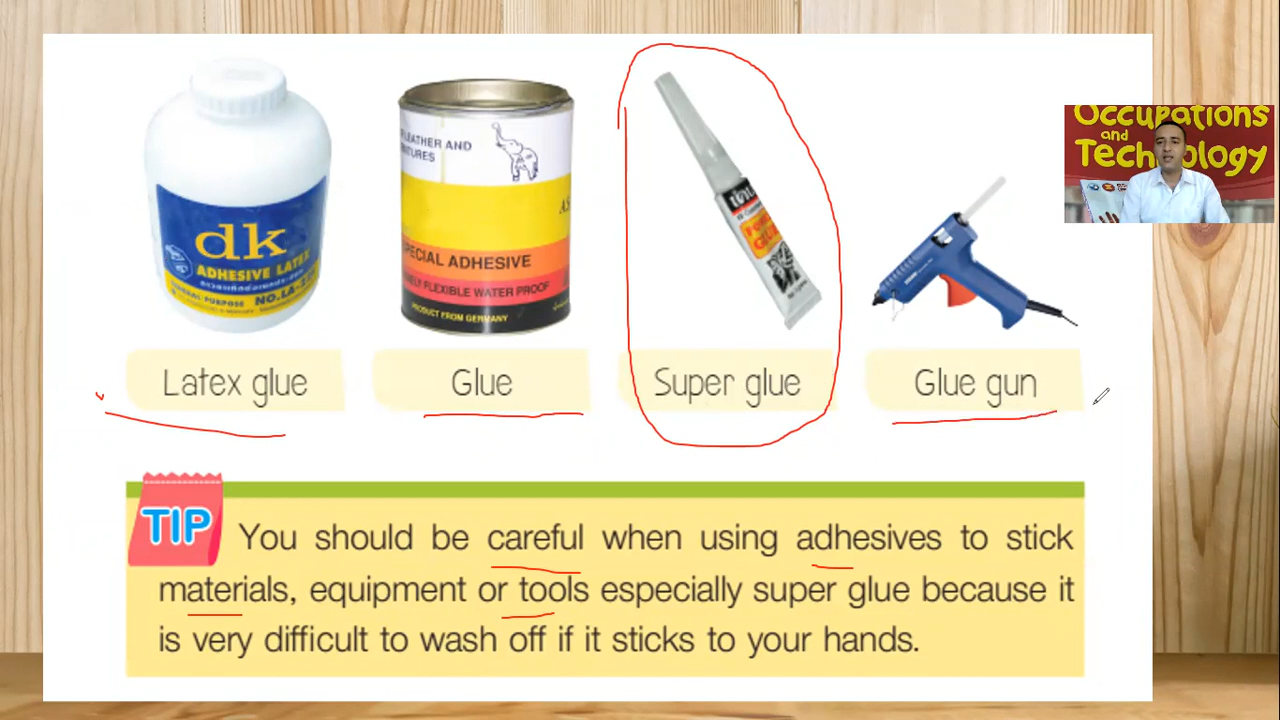 Occupations
and
Technology
dk
ADHESIVE LATEX
NO.LA-
LEATHER AND
SPECIAL ADHESIVE
FLEXIBLE WATER PROOF
PRODUCT FROM GERMANY
Latex glue
Glue
Super glue
Glue gun
TIP
You should be careful when using adhesives to stick
materials, equipment or tools especially super glue because it
is very difficult to wash off if it sticks to your hands.